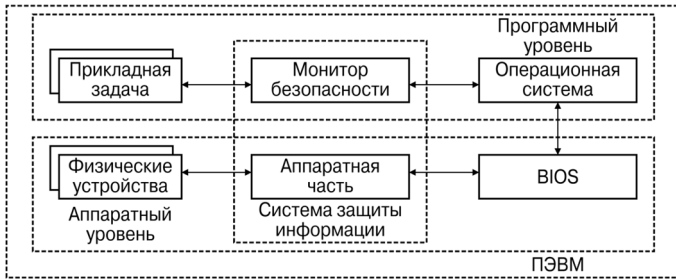 Программный
уровень
Прикладная
задача
Монитор
безопасности
Операционная
система
Физические
устройства
Аппаратная
часть
BIOS
Аппаратный
уровень
Система защиты
информации
ПЭВМ